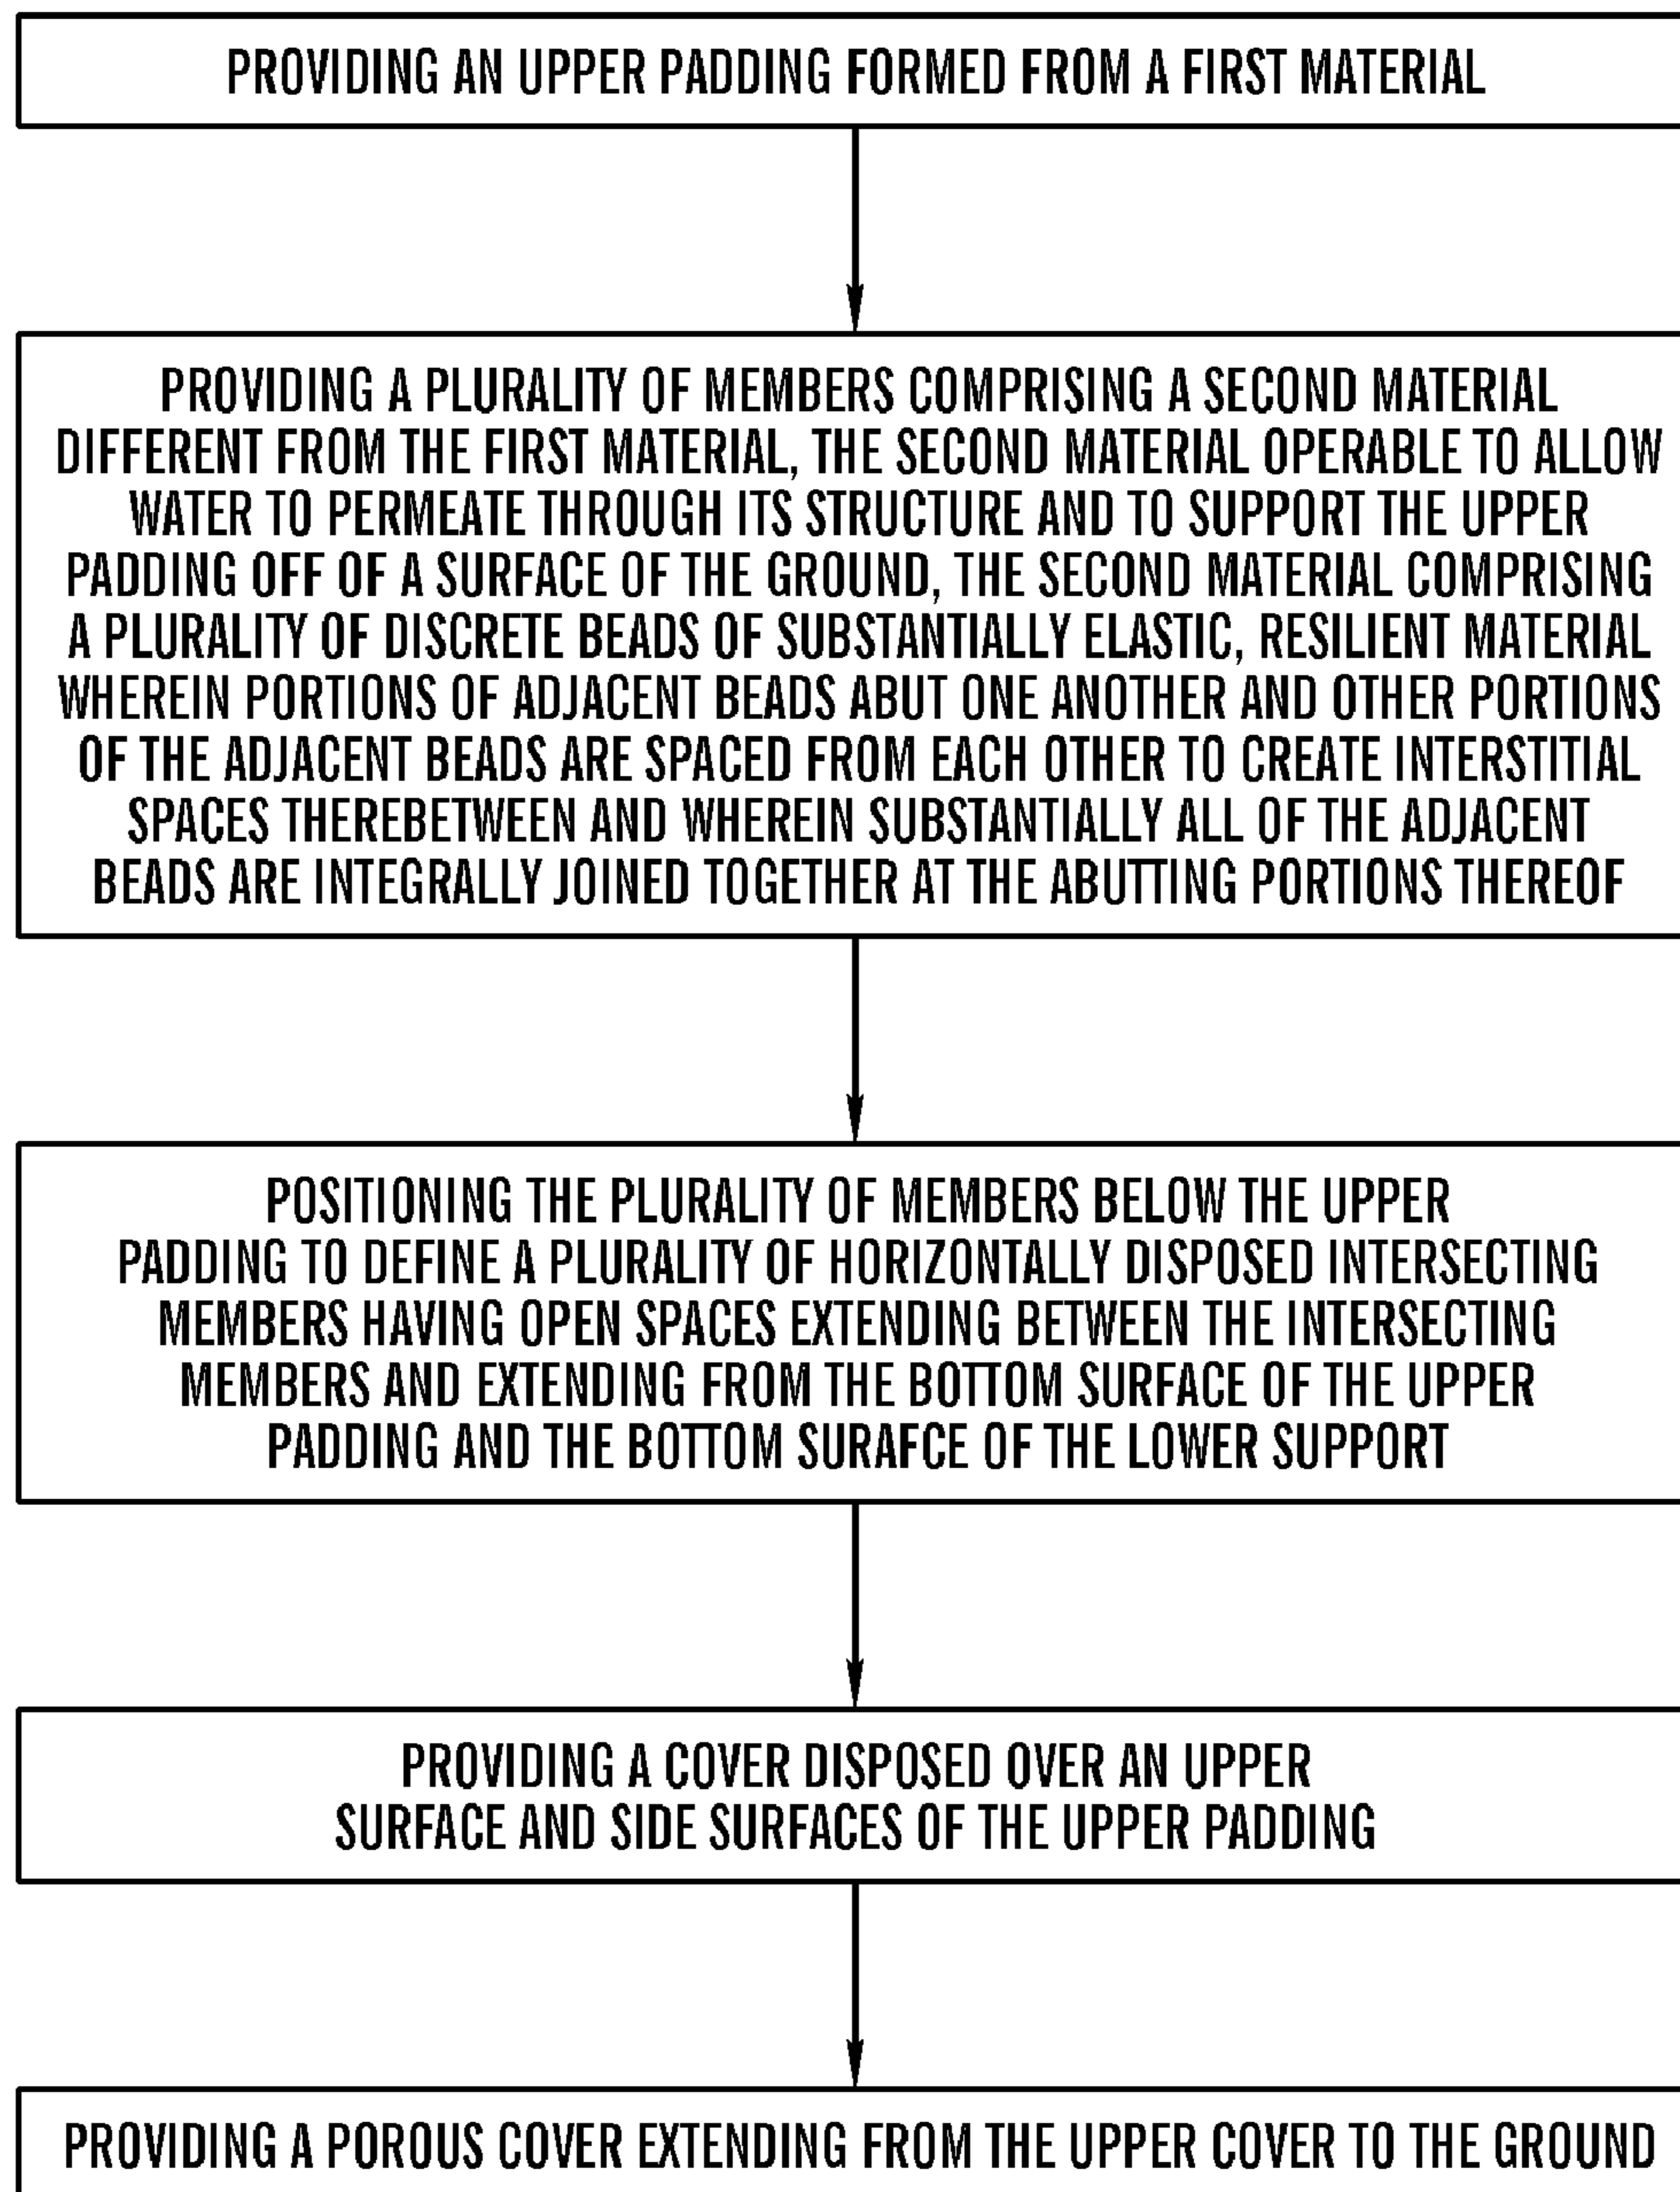 PROVIDING AN UPPER PADDING FORMED FROM A FIRST MATERIAL
PROVIDING A PLURALITY OF MEMBERS COMPRISING A SECOND MATERIAL
DIFFERENT FROM THE FIRST MATERIAL, THE SECOND MATERIAL OPERABLE TO ALLOW
WATER TO PERMEATE THROUGH ITS STRUCTURE AND TO SUPPORT THE UPPER
PADDING OFF OF A SURFACE OF THE GROUND, THE SECOND MATERIAL COMPRISING
A PLURALITY OF DISCRETE BEADS OF SUBSTANTIALLY ELASTIC, RESILIENT MATERIAL
WHEREIN PORTIONS OF ADJACENT BEADS ABUT ONE ANOTHER AND OTHER PORTIONS
OF THE ADJACENT BEADS ARE SPACED FROM EACH OTHER TO CREATE INTERSTITIAL
SPACES THEREBETWEEN AND WHEREIN SUBSTANTIALLY ALL OF THE ADJACENT
BEADS ARE INTEGRALLY JOINED TOGETHER AT THE ABUTTING PORTIONS THEREOF
POSITIONING THE PLURALITY OF MEMBERS BELOW THE UPPER
PADDING TO DEFINE A PLURALITY OF HORIZONTALLY DISPOSED INTERSECTING
MEMBERS HAVING OPEN SPACES EXTENDING BETWEEN THE INTERSECTING
MEMBERS AND EXTENDING FROM THE BOTTOM SURFACE OF THE UPPER
PADDING AND THE BOTTOM SURAFCE OF THE LOWER SUPPORT
PROVIDING A COVER DISPOSED OVER AN UPPER
SURFACE AND SIDE SURFACES OF THE UPPER PADDING
PROVIDING A POROUS COVER EXTENDING FROM THE UPPER COVER TO THE GROUND